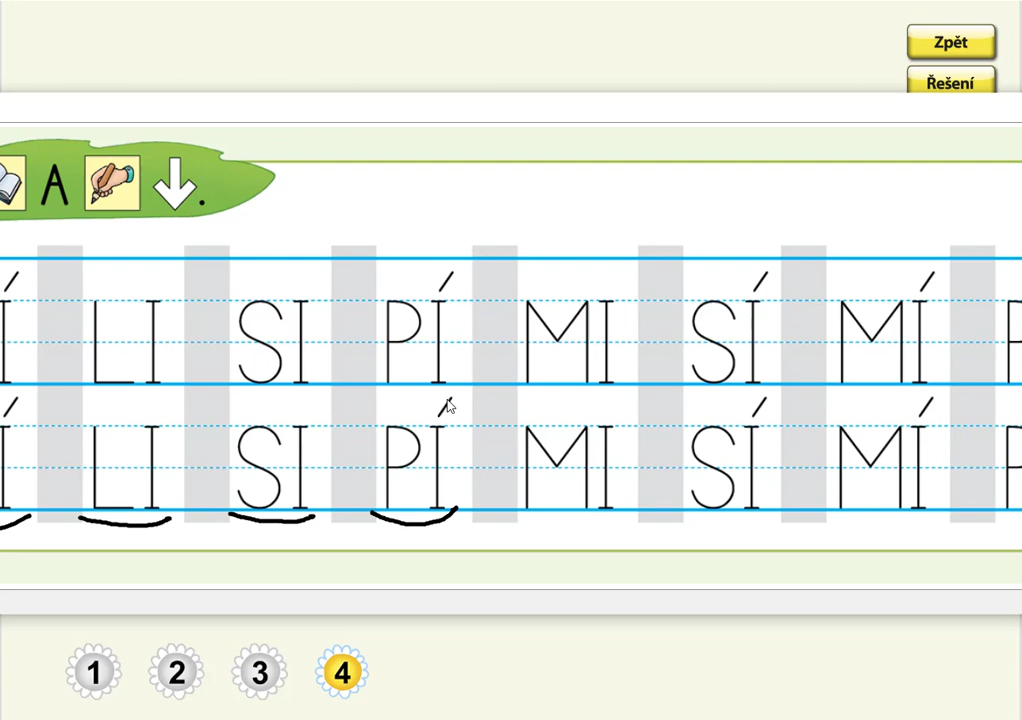 Zpět
Řešení
A .
Í LI SI PÍ MI SÍ MÍ P
Í LI SI PÍ MI SÍ MÍ P
1 2 3 4